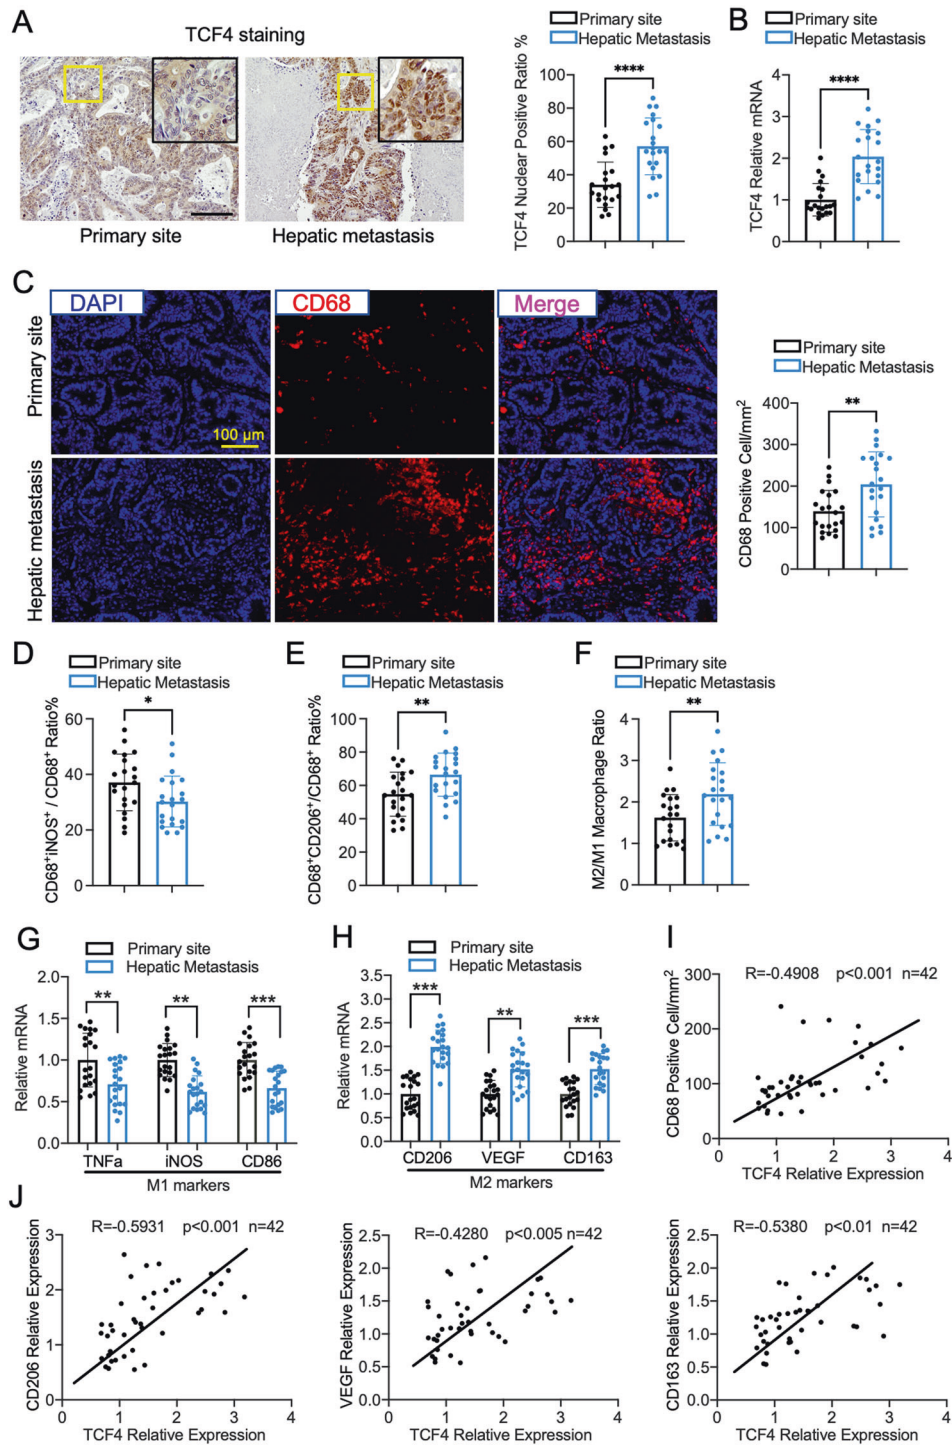 A
TCF4 staining
Primary site
Hepatic metastasis
Primary site
Hepatic Metastasis
****
TCF4 Nuclear Positive Ratio %
100
80
60
40
20
0
B
Primary site
Hepatic Metastasis
****
TCF4 Relative mRNA
4
3
2
1
0
C
DAPI
CD68
Merge
Primary site
100 µm
Hepatic metastasis
Primary site
Hepatic Metastasis
**
CD68 Positive Cell/mm²
400
300
200
100
0
D
Primary site
Hepatic Metastasis
*
CD68⁺iNOS⁺ / CD68⁺ Ratio%
60
40
20
0
E
Primary site
Hepatic Metastasis
**
CD68⁺CD206⁺/CD68⁺ Ratio%
100
80
60
40
20
0
F
Primary site
Hepatic Metastasis
**
M2/M1 Macrophage Ratio
4
3
2
1
0
G
Primary site
Hepatic Metastasis
** ** ***
Relative mRNA
2.0
1.5
1.0
0.5
0.0
TNFa iNOS CD86
M1 markers
H
Primary site
Hepatic Metastasis
*** ** ***
Relative mRNA
3.5
3.0
2.5
2.0
1.5
1.0
0.5
0.0
CD206 VEGF CD163
M2 markers
I
R=-0.4908 p<0.001 n=42
CD68 Positive Cell/mm²
300
200
100
0
0 1 2 3 4
TCF4 Relative Expression
J
R=-0.5931 p<0.001 n=42
CD206 Relative Expression
3
2
1
0
0 1 2 3 4
TCF4 Relative Expression
R=-0.4280 p<0.005 n=42
VEGF Relative Expression
2.5
2.0
1.5
1.0
0.5
0.0
0 1 2 3 4
TCF4 Relative Expression
R=-0.5380 p<0.01 n=42
CD163 Relative Expression
2.5
2.0
1.5
1.0
0.5
0.0
0 1 2 3 4
TCF4 Relative Expression